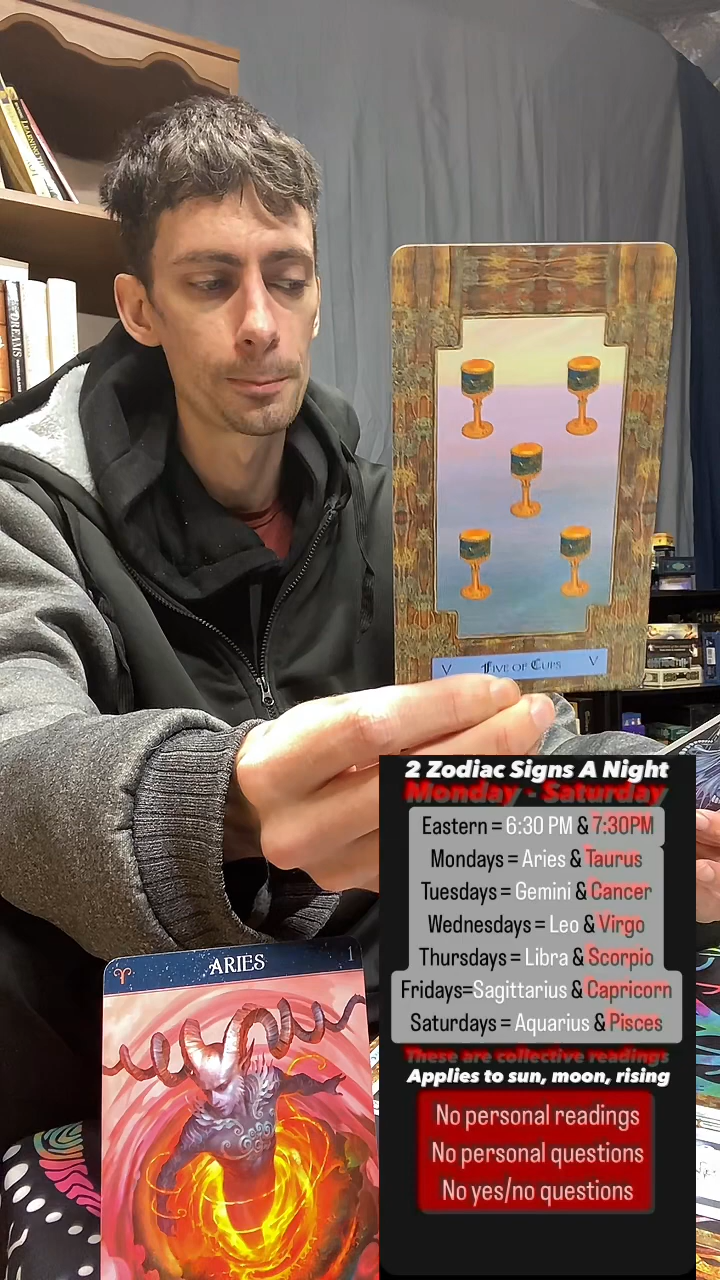 DREAMS
V FIVE OF CUPS V
2 Zodiac Signs A Night
Monday - Saturday
Eastern = 6:30 PM & 7:30PM
Mondays = Aries & Taurus
Tuesdays = Gemini & Cancer
Wednesdays = Leo & Virgo
Thursdays = Libra & Scorpio
Fridays=Sagittarius & Capricorn
Saturdays = Aquarius & Pisces
These are collective readings
Applies to sun, moon, rising
No personal readings
No personal questions
No yes/no questions
♈ ARIES 1